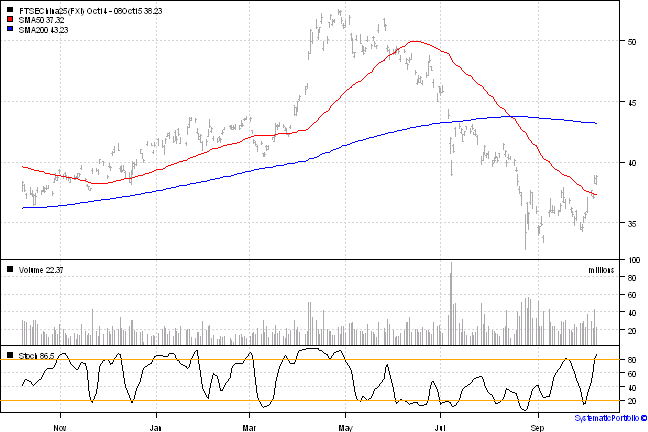 FTSEChina25 (FXI) Oct14 - 08Oct15 38.23
SMA50 37.32
SMA200 43.23
50
45
40
35
Volume 22.37
100
millions
80
60
40
20
Stoch 86.5
80
60
40
20
Nov Jan Mar May Jul Sep
SystematicPortfolio ©